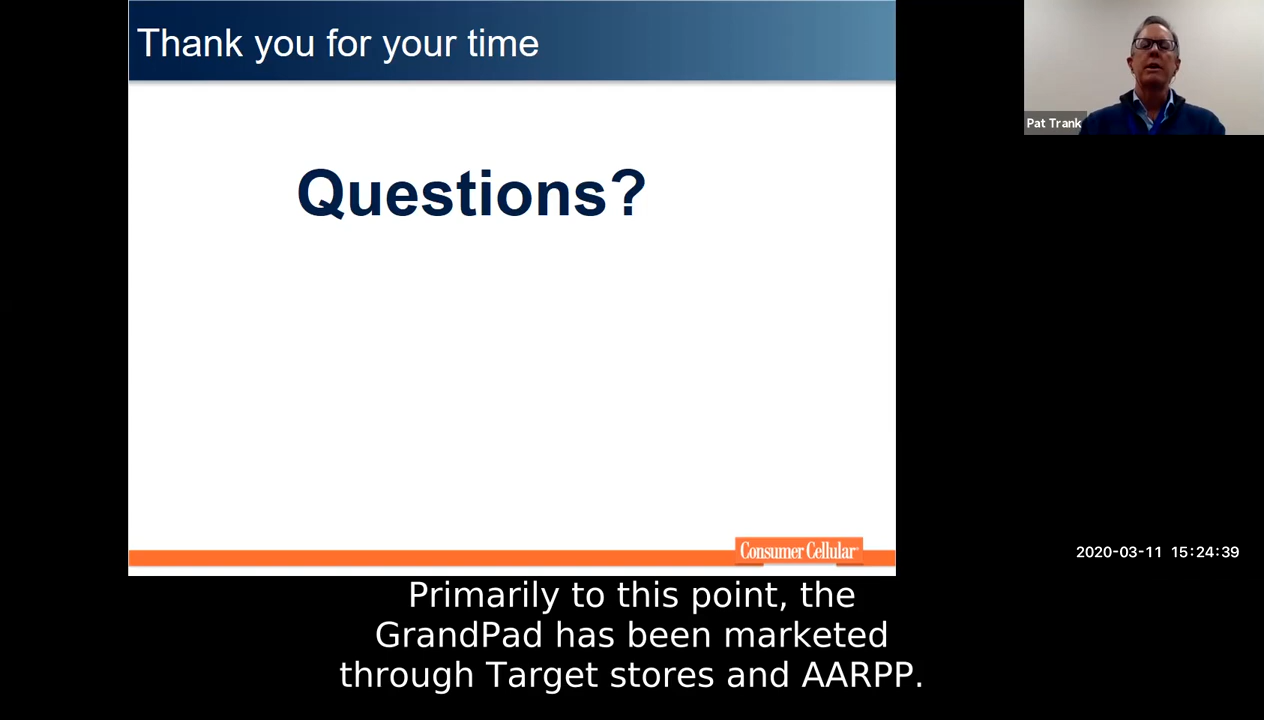 Thank you for your time
Pat Trank
Questions?
Consumer Cellular
2020-03-11 15:24:39
Primarily to this point, the
GrandPad has been marketed
through Target stores and AARPP.